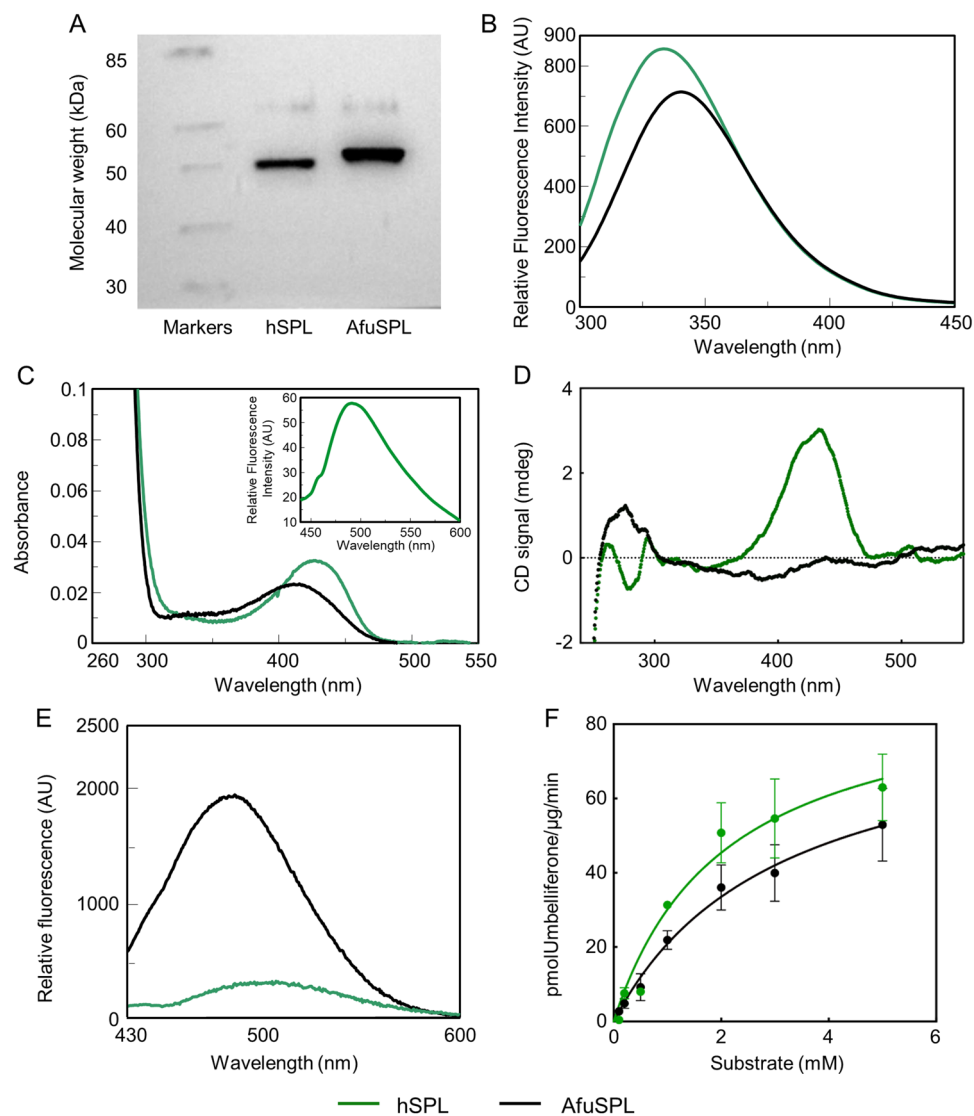 A
Molecular weight (kDa)
85
60
50
40
30
Markers hSPL AfuSPL
B
Relative Fluorescence Intensity (AU)
900
800
600
400
200
0
300 350 400 450
Wavelength (nm)
C
Absorbance
0.1
0.08
0.06
0.04
0.02
0
260 300 400 500 550
Wavelength (nm)
Relative Fluorescence
Intensity (AU)
60
50
40
30
20
10
450 500 550 600
Wavelength (nm)
D
CD signal (mdeg)
4
2
0
-2
300 400 500
Wavelength (nm)
E
Relative fluorescence (AU)
2500
2000
1000
0
430 500 600
Wavelength (nm)
F
pmolUmbelliferone/µg/min
80
60
40
20
0
0 2 4 6
Substrate (mM)
hSPL AfuSPL